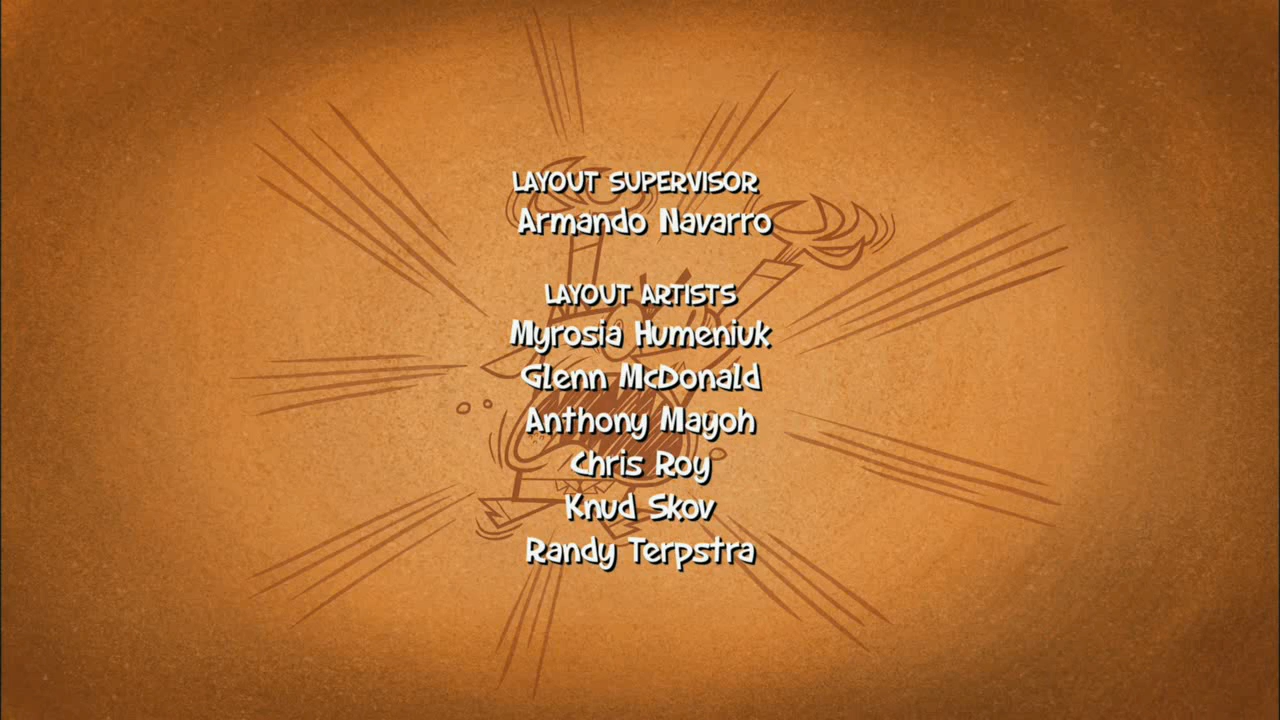 LAYOUT SUPERVISOR
Armando Navarro
LAYOUT ARTISTS
Myrosia Humeniuk
Glenn McDonald
Anthony Mayoh
Chris Roy
Knud Skov
Randy Terpstra